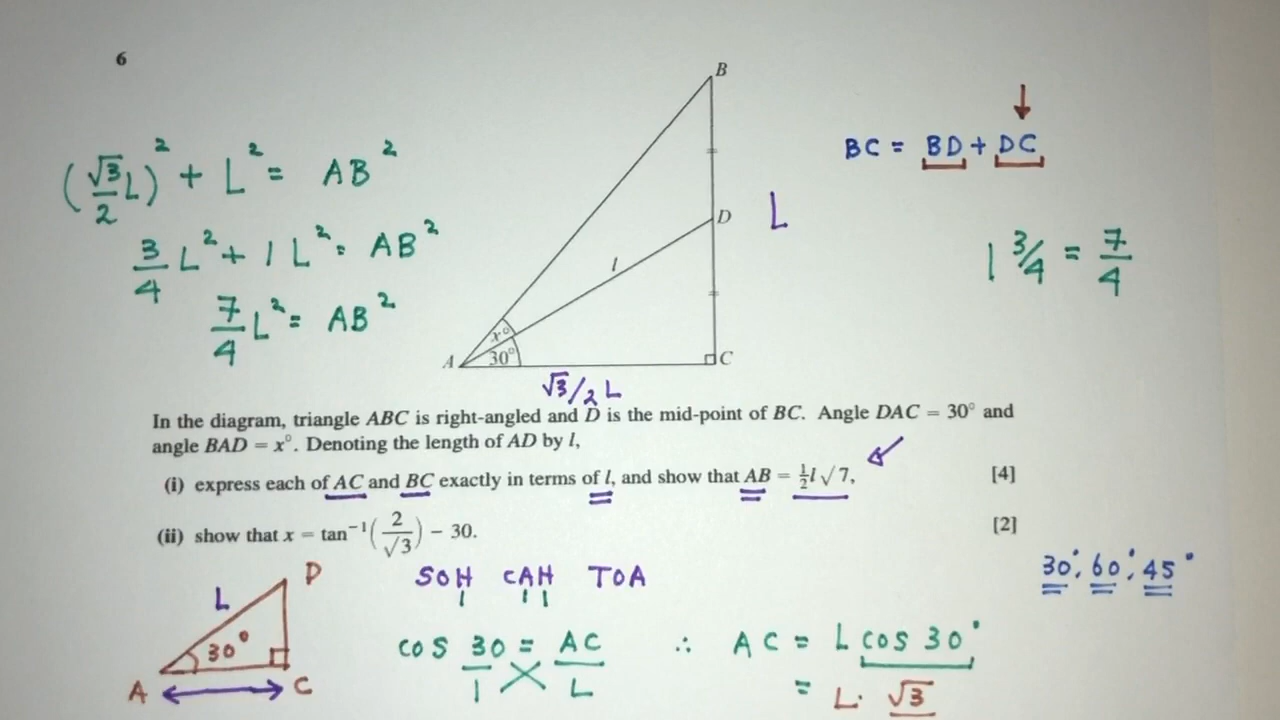 6
B
BC = BD + DC
(√3/2 L)² + L² = AB²
3/4 L² + 1 L² = AB²
7/4 L² = AB²
D
L
l
1 3/4 = 7/4
x°
A
30°
C
√3/2 L
In the diagram, triangle ABC is right-angled and D is the mid-point of BC. Angle DAC = 30° and
angle BAD = x°. Denoting the length of AD by l,
(i) express each of AC and BC exactly in terms of l, and show that AB = ½l√7, [4]
(ii) show that x = tan⁻¹(2/√3) − 30. [2]
30°, 60°, 45°
SOH CAH TOA
D
L
30°
A
C
cos 30/1 = AC/L
∴ AC = L cos 30°
= L. √3